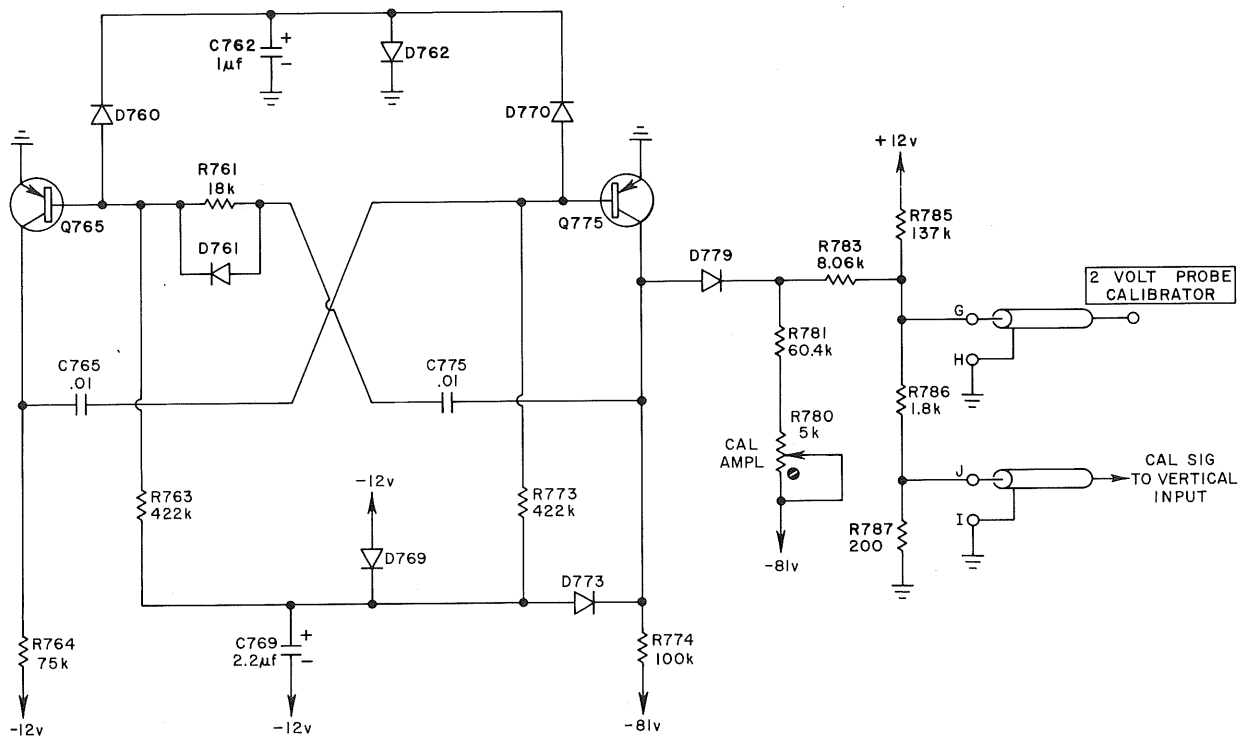 C762
1µf
+
-
D762
D760
D770
R761
18k
Q765
D761
Q775
+12v
R785
137k
D779
R783
8.06k
2 VOLT PROBE
CALIBRATOR
G
H
R781
60.4k
C765
.01
C775
.01
R786
1.8k
R780
5k
CAL
AMPL
J
CAL SIG
TO VERTICAL
INPUT
I
R763
422k
-12v
R773
422k
R787
200
D769
-81v
D773
R764
75k
C769
2.2µf
+
-
R774
100k
-12v
-12v
-81v